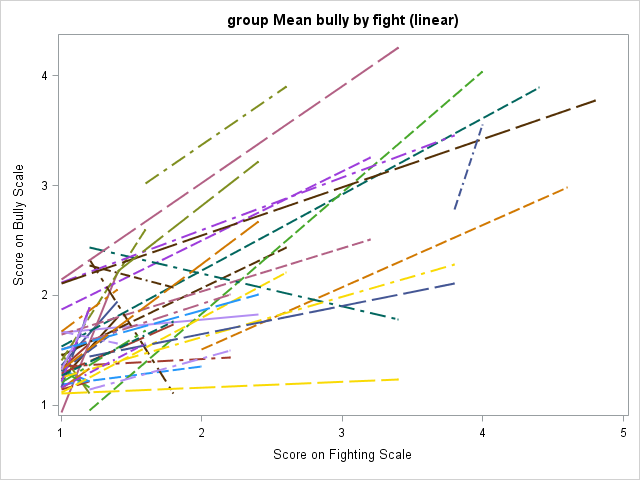 group Mean bully by fight (linear)
Score on Bully Scale
4
3
2
1
1 2 3 4 5
Score on Fighting Scale